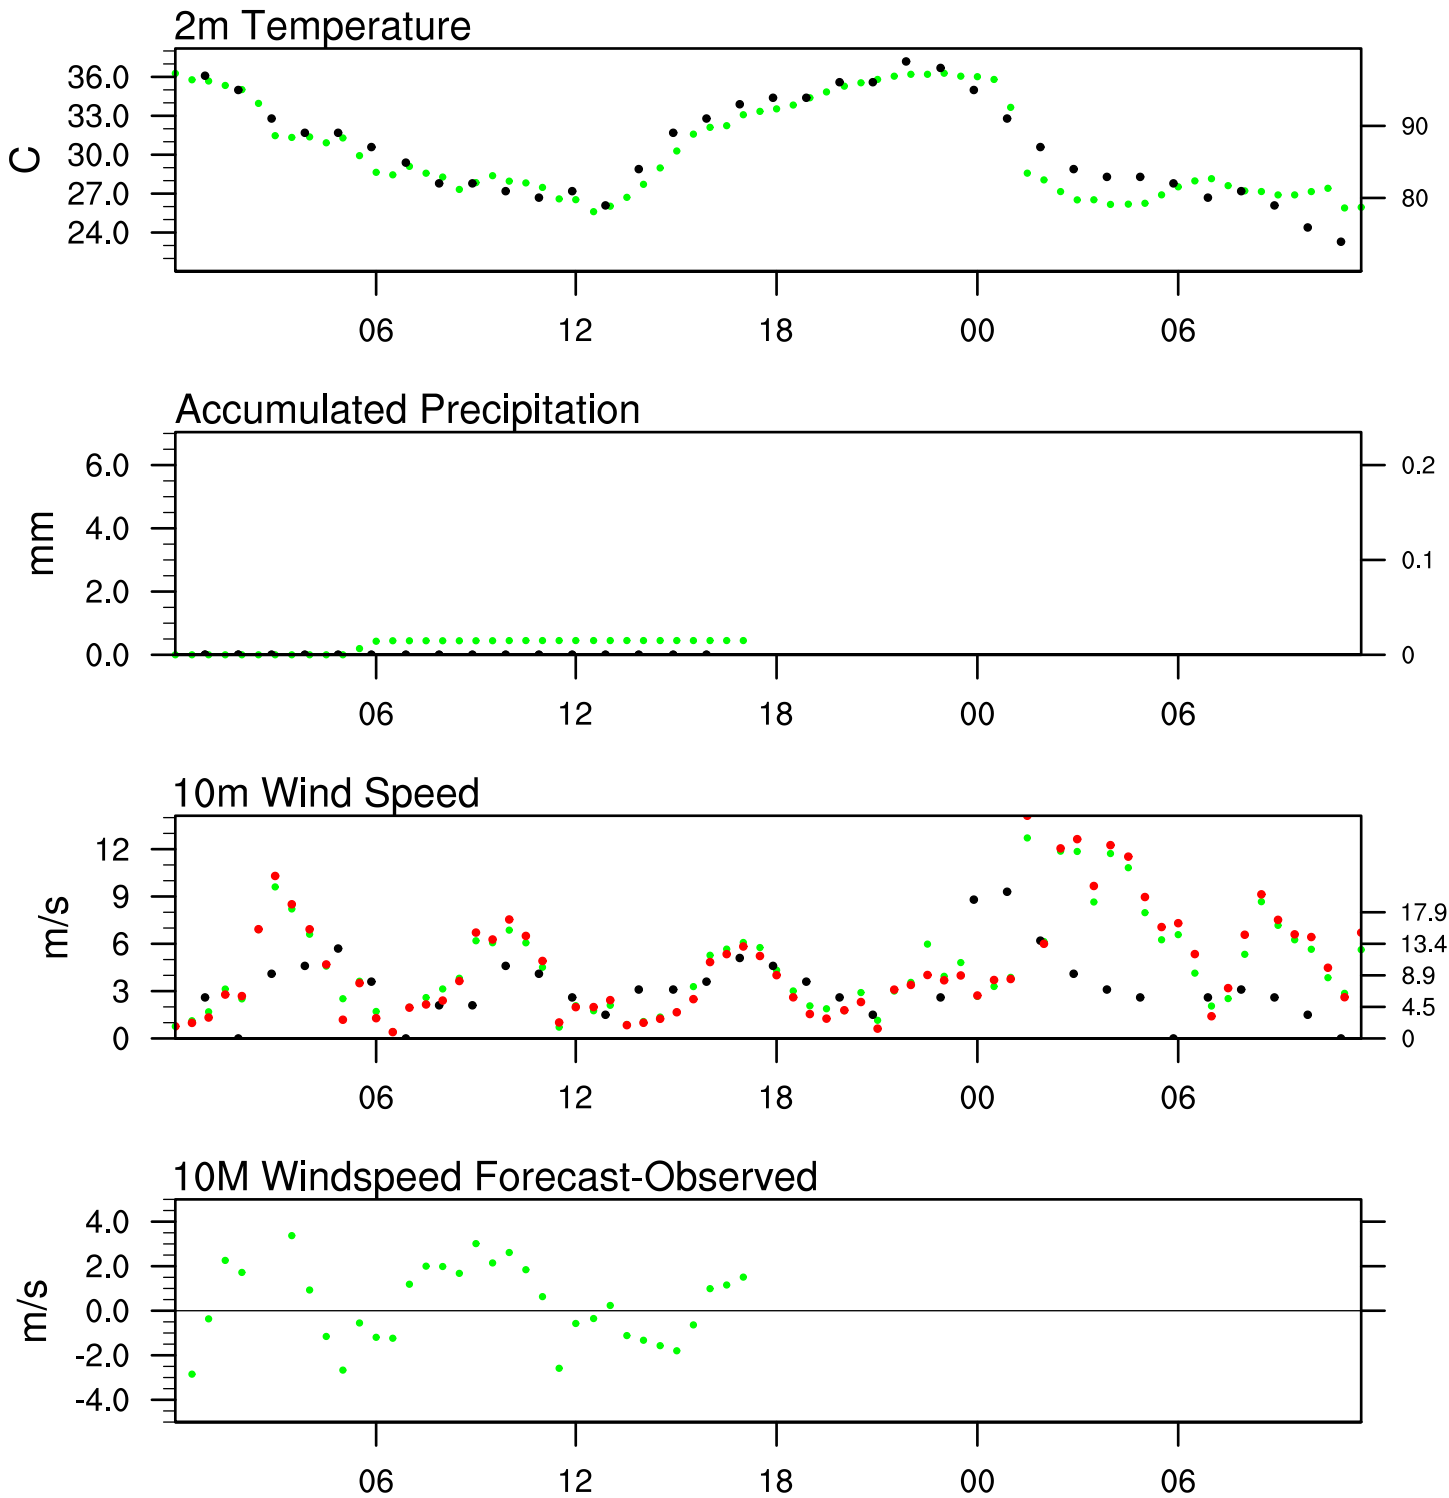 2m Temperature
C
36.0
33.0
30.0
27.0
24.0
90
80
06 12 18 00 06
Accumulated Precipitation
mm
6.0
4.0
2.0
0.0
0.2
0.1
0
06 12 18 00 06
10m Wind Speed
m/s
12
9
6
3
0
17.9
13.4
8.9
4.5
0
06 12 18 00 06
10M Windspeed Forecast-Observed
m/s
4.0
2.0
0.0
-2.0
-4.0
06 12 18 00 06